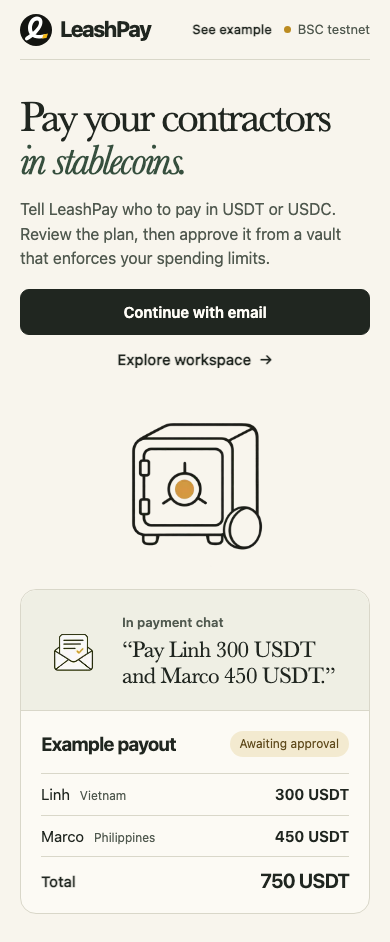 LeashPay
See example
BSC testnet
Pay your contractors
in stablecoins.
Tell LeashPay who to pay in USDT or USDC.
Review the plan, then approve it from a vault
that enforces your spending limits.
Continue with email
Explore workspace →
In payment chat
“Pay Linh 300 USDT
and Marco 450 USDT.”
Example payout
Awaiting approval
Linh Vietnam 300 USDT
Marco Philippines 450 USDT
Total 750 USDT